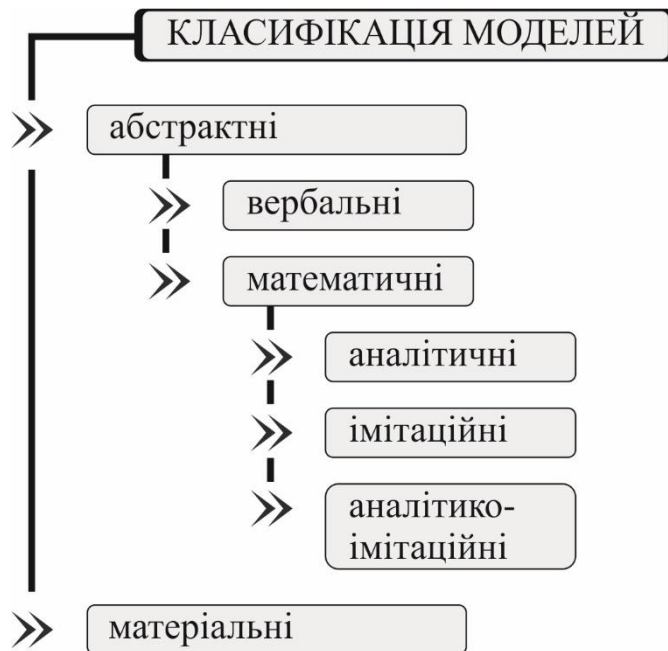 КЛАСИФІКАЦІЯ МОДЕЛЕЙ
абстрактні
вербальні
математичні
аналітичні
імітаційні
аналітико-
імітаційні
матеріальні